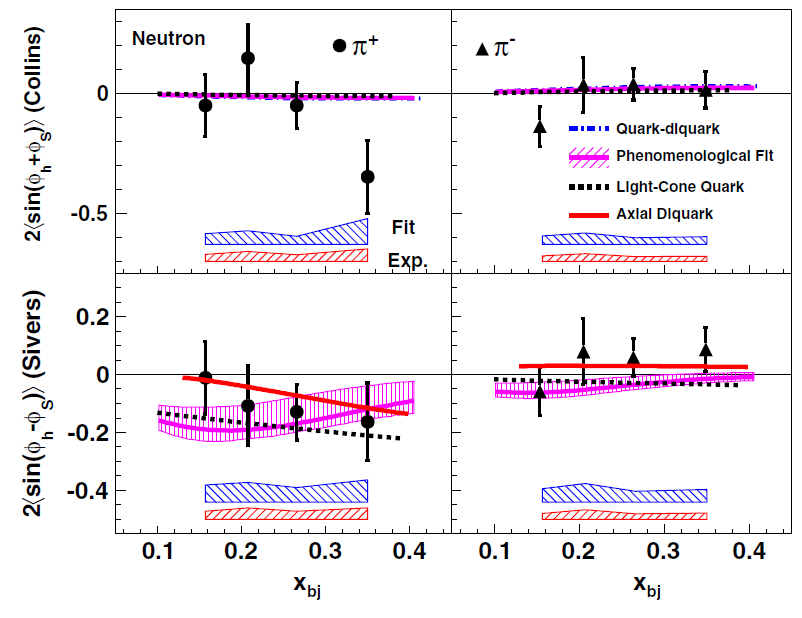 Neutron
π+
π-
2⟨sin(ϕh+ϕS)⟩ (Collins)
0
-0.5
Quark-diquark
Phenomenological Fit
Light-Cone Quark
Axial Diquark
Fit
Exp.
2⟨sin(ϕh-ϕS)⟩ (Sivers)
0.2
0
-0.2
-0.4
0.1 0.2 0.3 0.4
0.1 0.2 0.3 0.4
xbj
xbj